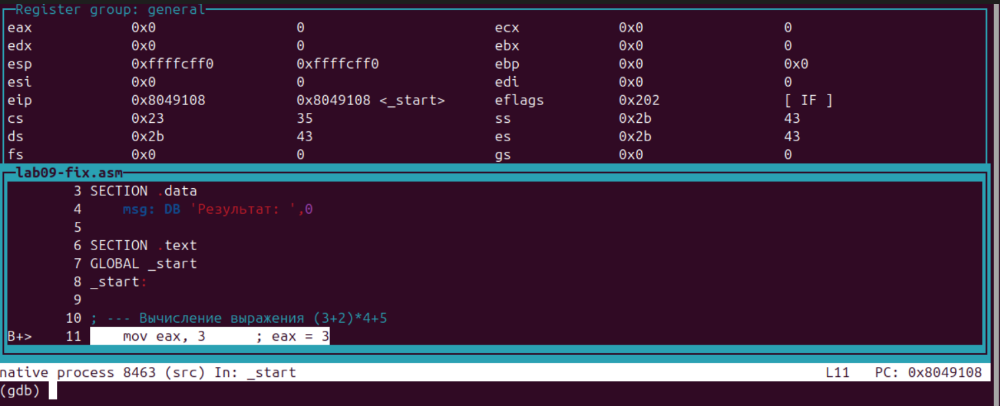 Register group: general
eax 0x0 0 ecx 0x0 0
edx 0x0 0 ebx 0x0 0
esp 0xffffcff0 0xffffcff0 ebp 0x0 0x0
esi 0x0 0 edi 0x0 0
eip 0x8049108 0x8049108 <_start> eflags 0x202 [ IF ]
cs 0x23 35 ss 0x2b 43
ds 0x2b 43 es 0x2b 43
fs 0x0 0 gs 0x0 0
lab09-fix.asm
3 SECTION .data
4 msg: DB 'Результат: ',0
5
6 SECTION .text
7 GLOBAL _start
8 _start:
9
10 ; --- Вычисление выражения (3+2)*4+5
B+> 11 mov eax, 3 ; eax = 3
native process 8463 (src) In: _start L11 PC: 0x8049108
(gdb)